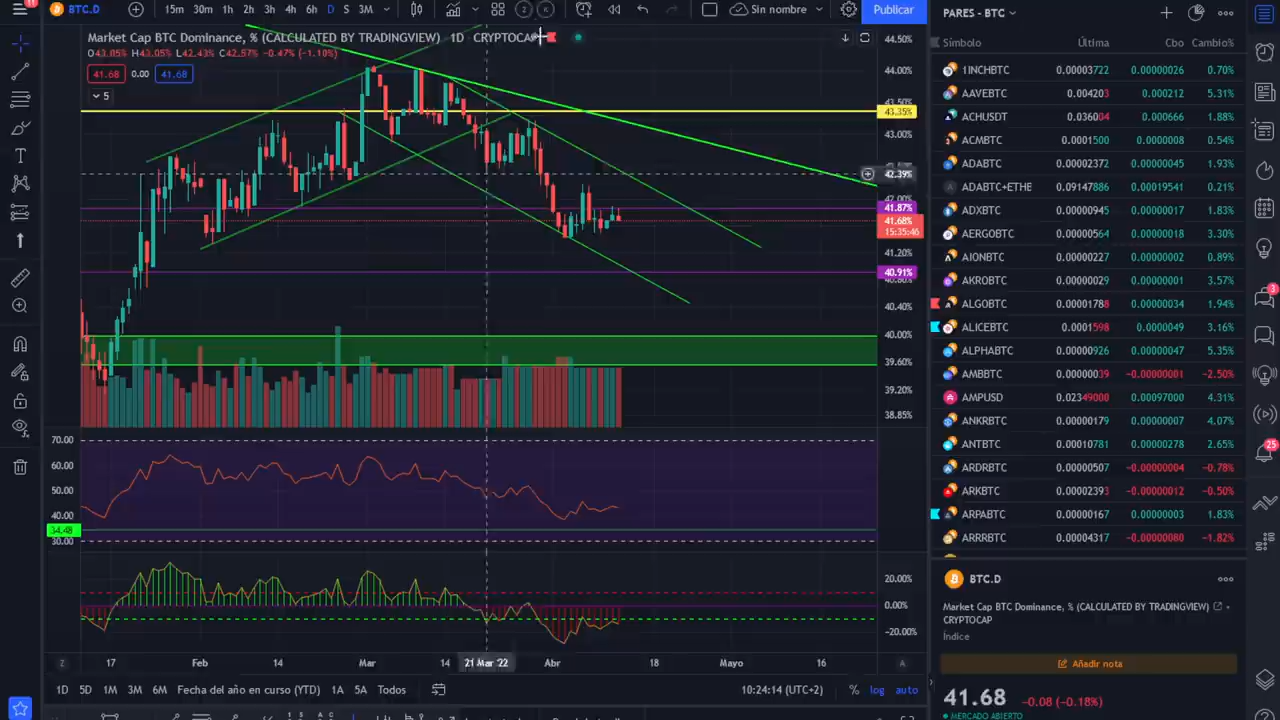 11
BTC.D
15m 30m 1h 2h 3h 4h 6h D S 3M
2
Sin nombre
Publicar
PARES - BTC
Market Cap BTC Dominance, % (CALCULATED BY TRADINGVIEW) 1D CRYPTOCAP
O43.05% H43.05% L42.43% C42.57% -0.47% (-1.10%)
41.68 0.00 41.68
5
44.50%
44.00%
43.50%
43.35%
43.00%
42.39%
42.00%
41.87%
41.68%
15:35:46
41.20%
40.91%
40.80%
40.40%
40.00%
39.60%
39.20%
38.85%
70.00
60.00
50.00
40.00
34.48
30.00
20.00%
0.00%
-20.00%
Z 17 Feb 14 Mar 14 21 Mar '22 Abr 18 Mayo 16 A
1D 5D 1M 3M 6M Fecha del año en curso (YTD) 1A 5A Todos
10:24:14 (UTC+2) % log auto
Símbolo Última Cbo Cambio%
1INCHBTC 0.00003722 0.00000026 0.70%
AAVEBTC 0.004203 0.000212 5.31%
ACHUSDT 0.03604 0.000666 1.88%
ACMBTC 0.0001500 0.0000008 0.54%
ADABTC 0.00002372 0.00000045 1.93%
ADABTC+ETHB 0.09147886 0.00019541 0.21%
ADXBTC 0.00000945 0.00000017 1.83%
AERGOBTC 0.00000564 0.00000018 3.30%
AIONBTC 0.00000227 0.00000002 0.89%
AKROBTC 0.00000029 0.00000001 3.57%
ALGOBTC 0.00001788 0.00000034 1.94%
ALICEBTC 0.0001598 0.0000049 3.16%
ALPHABTC 0.00000926 0.00000047 5.35%
AMBBTC 0.00000039 -0.00000001 -2.50%
AMPUSD 0.02349000 0.00097000 4.31%
ANKRBTC 0.00000179 0.00000007 4.07%
ANTBTC 0.00010781 0.00000278 2.65%
ARDRBTC 0.00000507 -0.00000004 -0.78%
ARKBTC 0.00002393 -0.00000012 -0.50%
ARPABTC 0.00000167 0.00000003 1.83%
ARRRBTC 0.00004317 -0.00000080 -1.82%
BTC.D
Market Cap BTC Dominance, % (CALCULATED BY TRADINGVIEW)
CRYPTOCAP
Índice
Añadir nota
41.68 -0.08 (-0.18%)
MERCADO ABIERTO
3
25